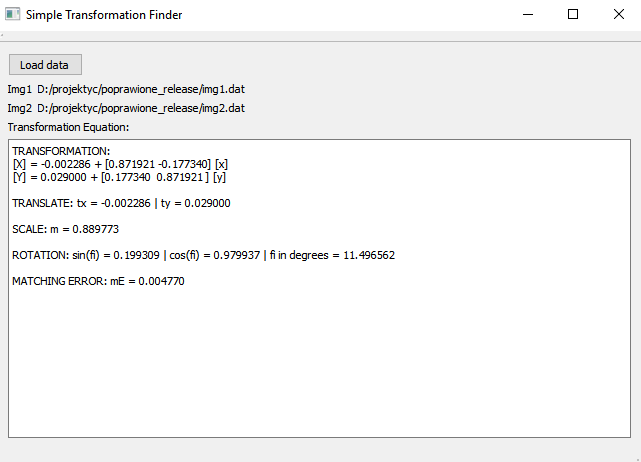 Simple Transformation Finder
Load data
Img1 D:/projektyc/poprawione_release/img1.dat
Img2 D:/projektyc/poprawione_release/img2.dat
Transformation Equation:
TRANSFORMATION:
[X] = -0.002286 + [0.871921 -0.177340] [x]
[Y] = 0.029000 + [0.177340 0.871921] [y]
TRANSLATE: tx = -0.002286 | ty = 0.029000
SCALE: m = 0.889773
ROTATION: sin(fi) = 0.199309 | cos(fi) = 0.979937 | fi in degrees = 11.496562
MATCHING ERROR: mE = 0.004770